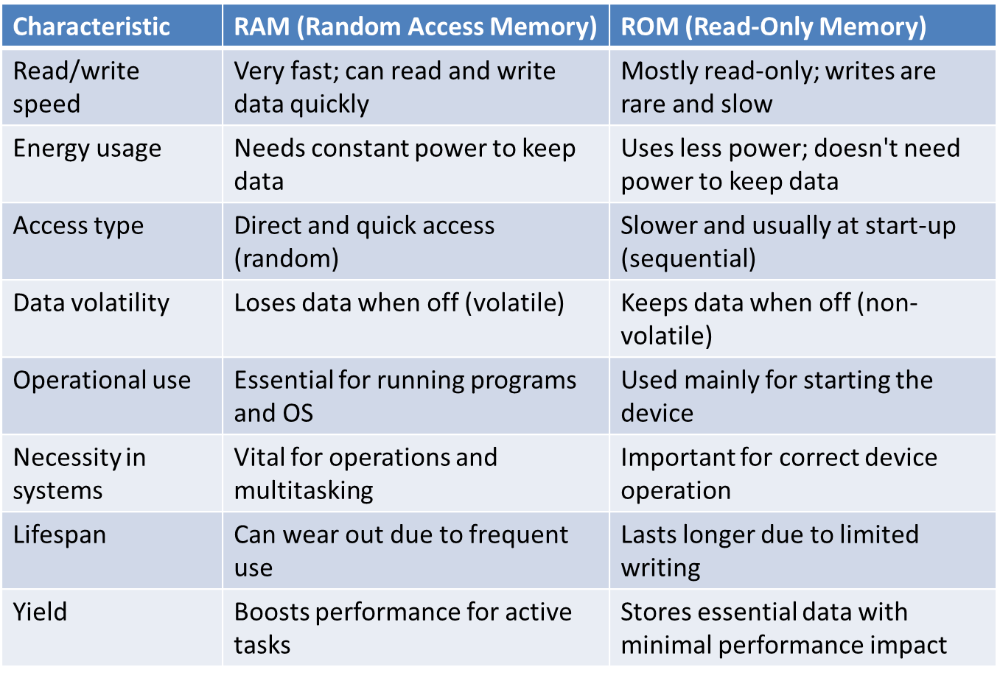 Characteristic RAM (Random Access Memory) ROM (Read-Only Memory)
Read/write speed
Very fast; can read and write
data quickly
Mostly read-only; writes are
rare and slow
Energy usage
Needs constant power to keep
data
Uses less power; doesn't need
power to keep data
Access type
Direct and quick access
(random)
Slower and usually at start-up
(sequential)
Data volatility
Loses data when off (volatile)
Keeps data when off (non-
volatile)
Operational use
Essential for running programs
and OS
Used mainly for starting the
device
Necessity in
systems
Vital for operations and
multitasking
Important for correct device
operation
Lifespan
Can wear out due to frequent
use
Lasts longer due to limited
writing
Yield
Boosts performance for active
tasks
Stores essential data with
minimal performance impact